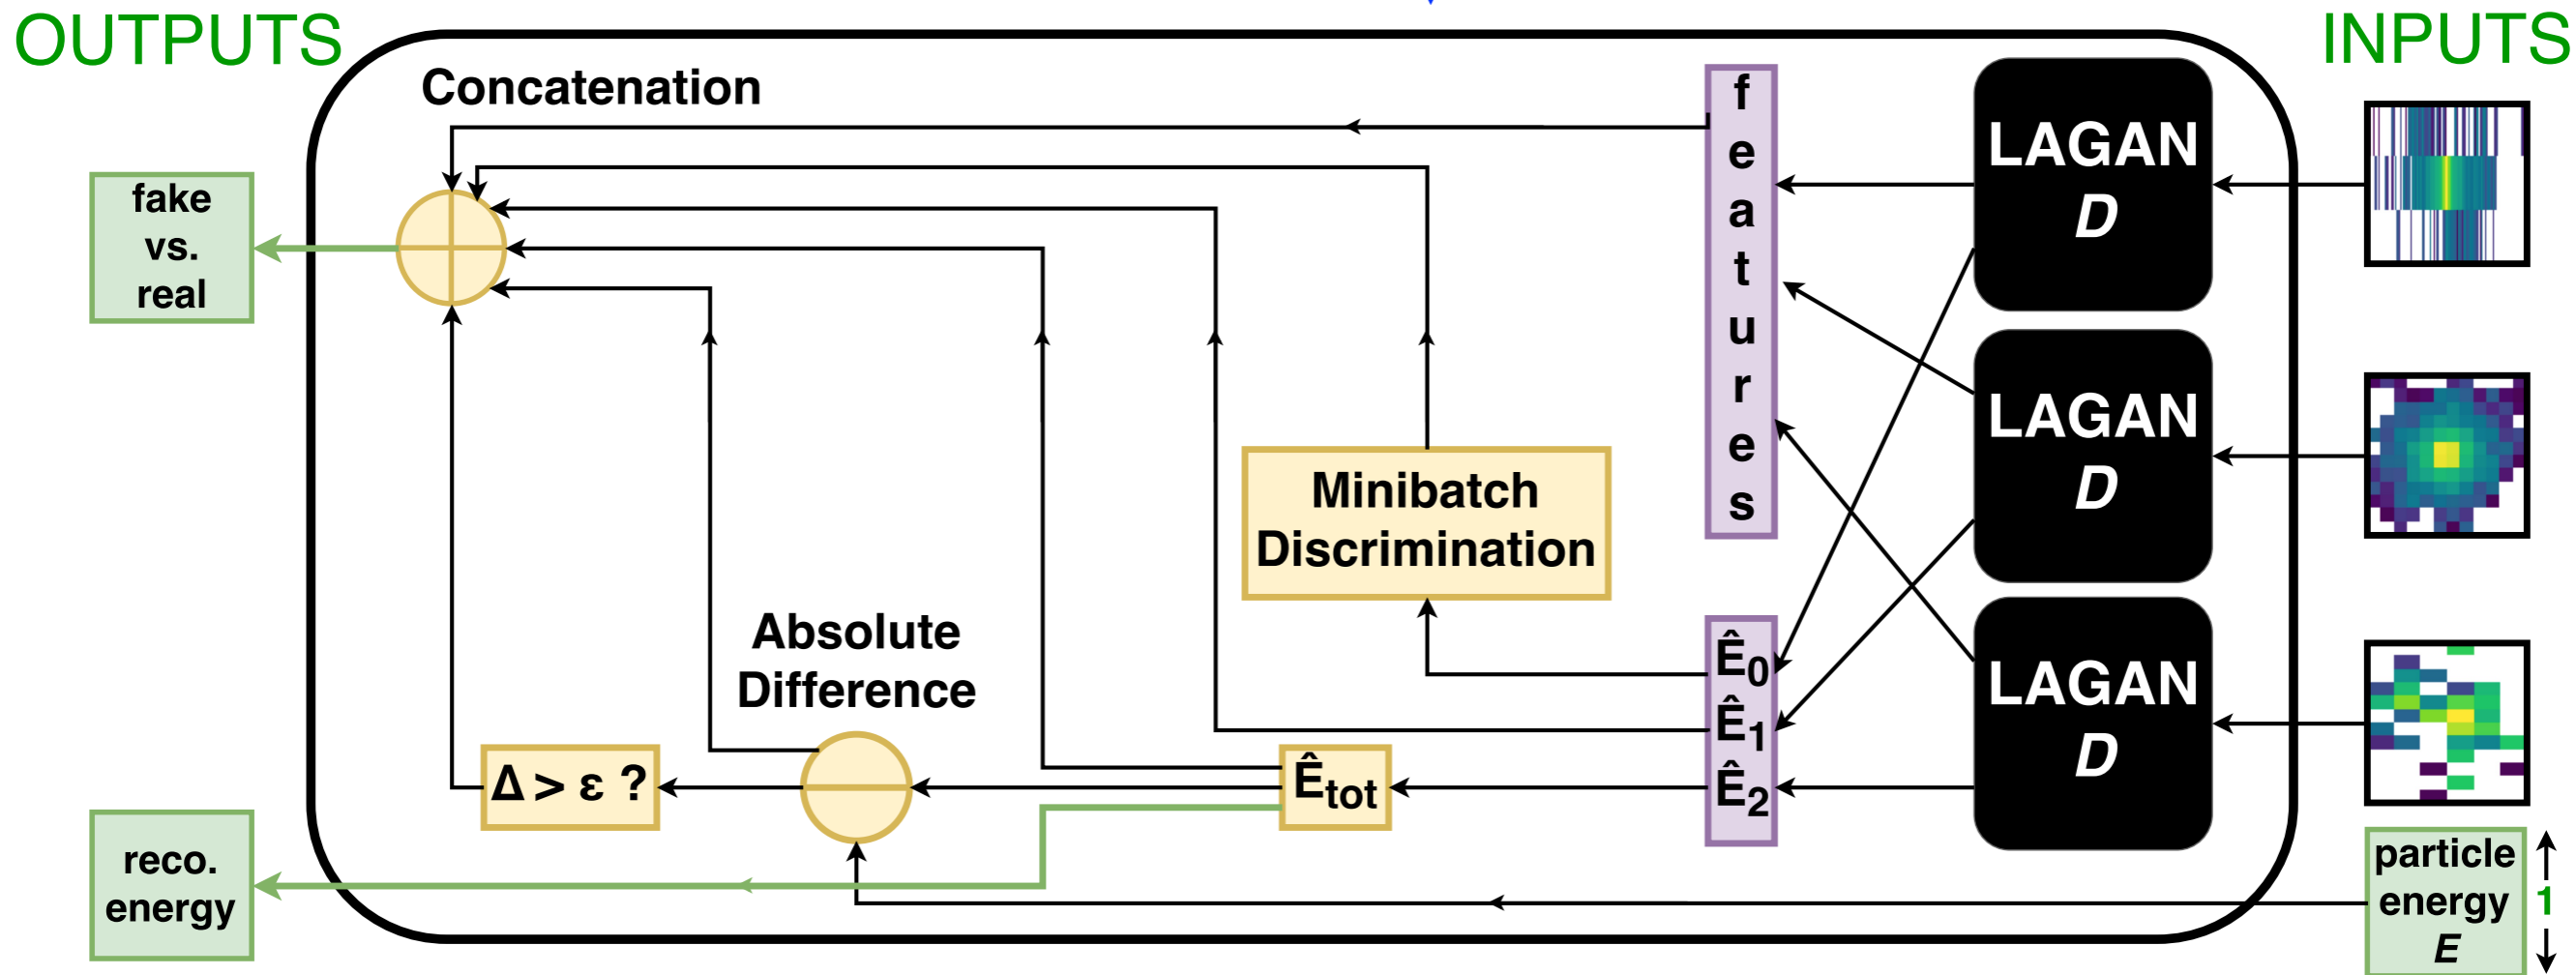 OUTPUTS
INPUTS
Concatenation
fake
vs.
real
f
e
a
t
u
r
e
s
LAGAN
D
LAGAN
D
LAGAN
D
Minibatch
Discrimination
Absolute
Difference
Ê0
Ê1
Ê2
Δ > ε ?
Êtot
reco.
energy
particle
energy
E
1